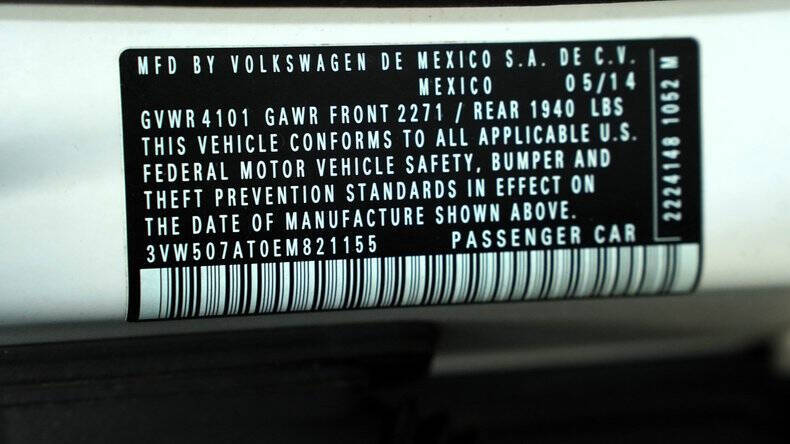 MFD BY VOLKSWAGEN DE MEXICO S.A. DE C.V.
MEXICO 05/14
GVWR 4101 GAWR FRONT 2271 / REAR 1940 LBS
THIS VEHICLE CONFORMS TO ALL APPLICABLE U.S.
FEDERAL MOTOR VEHICLE SAFETY, BUMPER AND
THEFT PREVENTION STANDARDS IN EFFECT ON
THE DATE OF MANUFACTURE SHOWN ABOVE.
3VW507AT0EM821155 PASSENGER CAR
2224148 1052 M